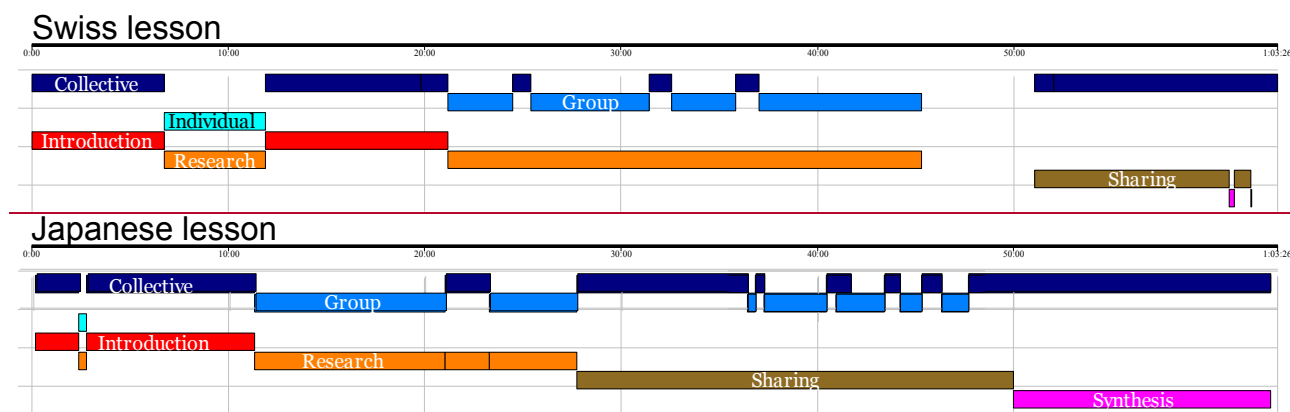 Swiss lesson
0:00 10:00 20:00 30:00 40:00 50:00 1:03:26
Collective
Group
Individual
Introduction
Research
Sharing
Japanese lesson
0:00 10:00 20:00 30:00 40:00 50:00 1:03:26
Collective
Group
Introduction
Research
Sharing
Synthesis